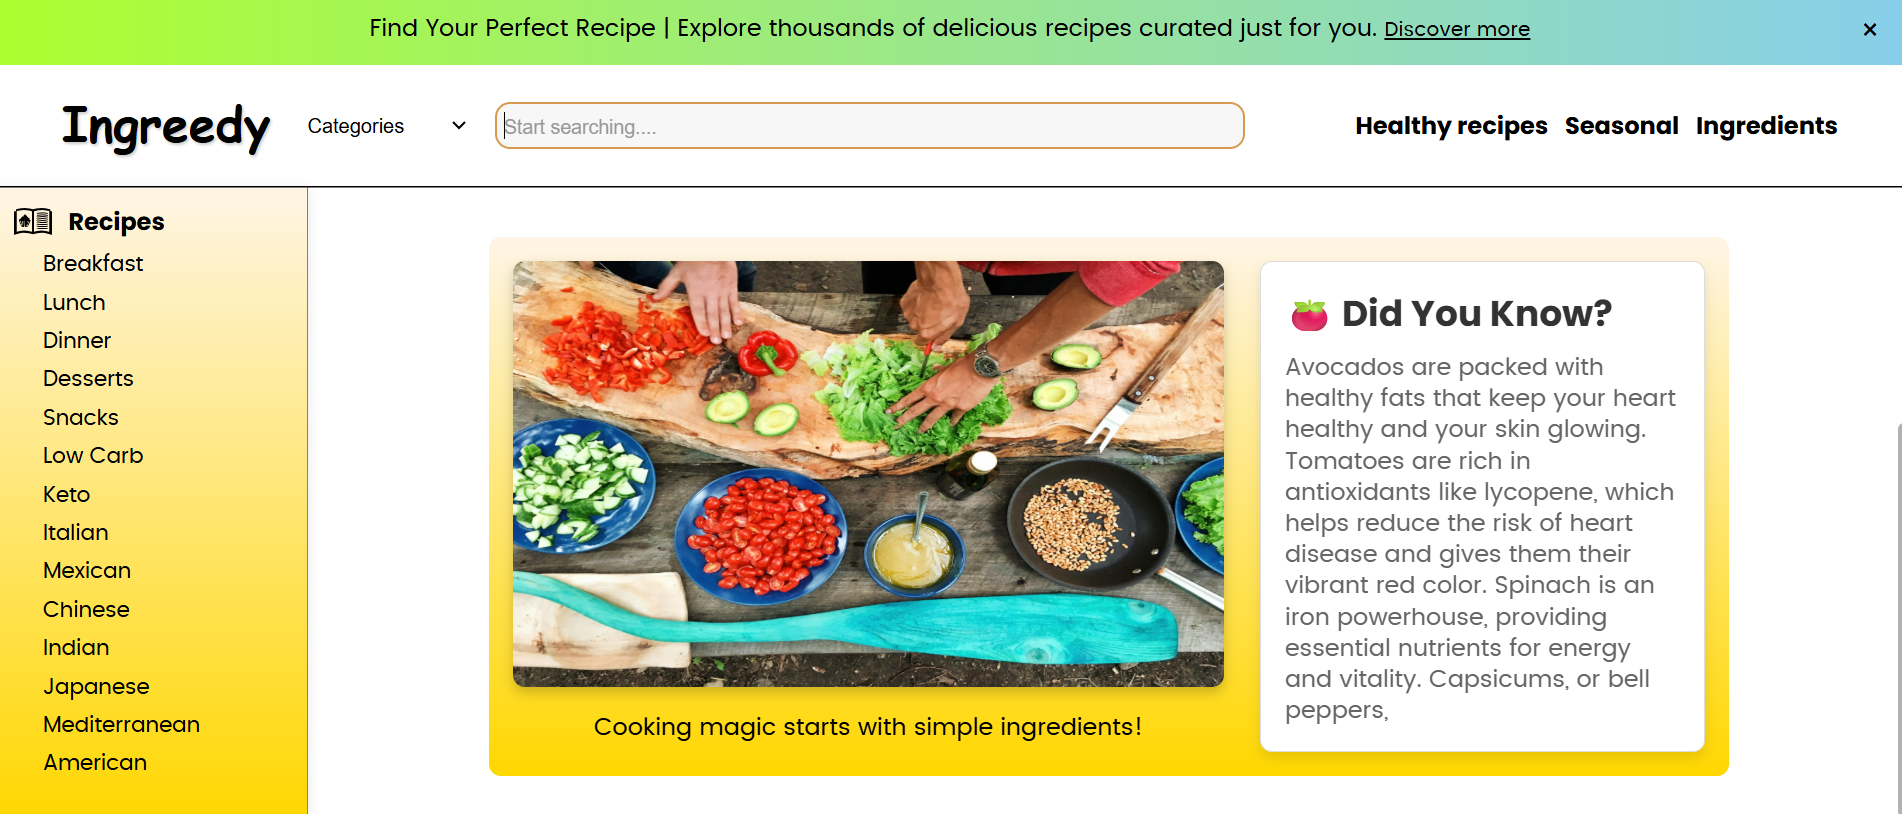 Find Your Perfect Recipe | Explore thousands of delicious recipes curated just for you. Discover more ×
Ingreedy
Categories
Start searching....
Healthy recipes Seasonal Ingredients
Recipes
Breakfast
Lunch
Dinner
Desserts
Snacks
Low Carb
Keto
Italian
Mexican
Chinese
Indian
Japanese
Mediterranean
American
Cooking magic starts with simple ingredients!
Did You Know?
Avocados are packed with
healthy fats that keep your heart
healthy and your skin glowing.
Tomatoes are rich in
antioxidants like lycopene, which
helps reduce the risk of heart
disease and gives them their
vibrant red color. Spinach is an
iron powerhouse, providing
essential nutrients for energy
and vitality. Capsicums, or bell
peppers,